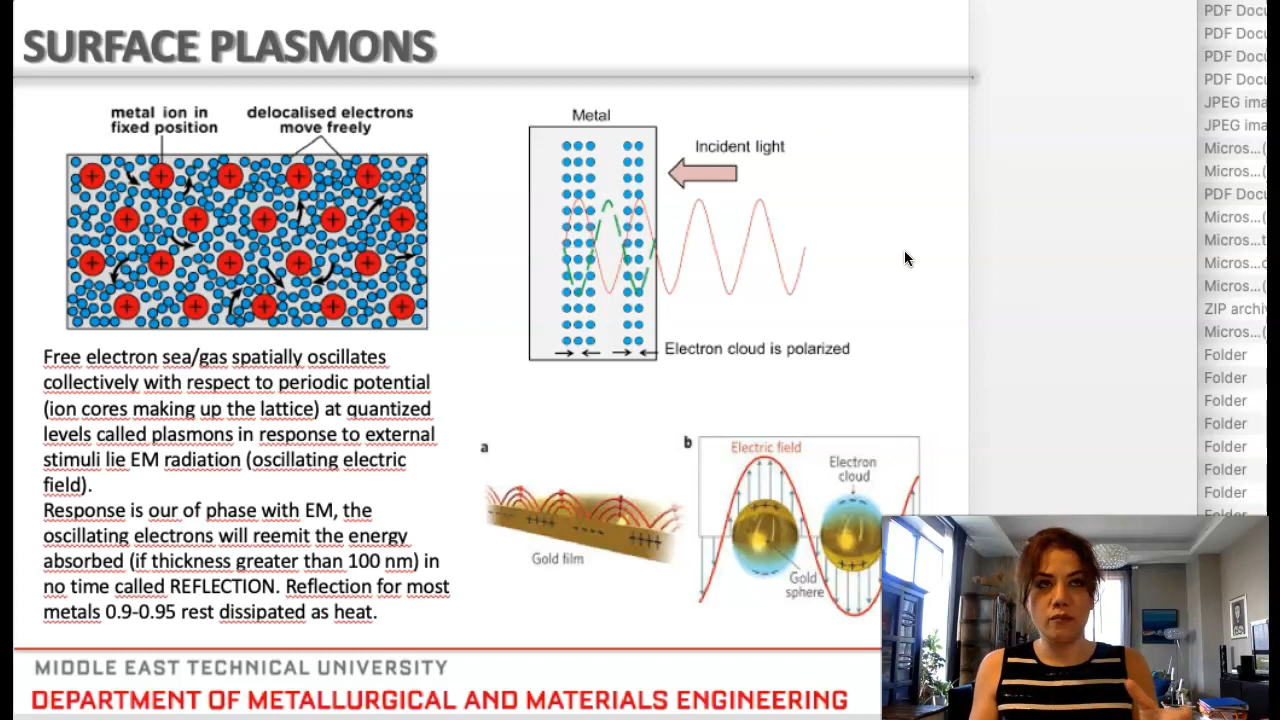 SURFACE PLASMONS
metal ion in
fixed position
delocalised electrons
move freely
Metal
Incident light
Electron cloud is polarized
Free electron sea/gas spatially oscillates
collectively with respect to periodic potential
(ion cores making up the lattice) at quantized
levels called plasmons in response to external
stimuli lie EM radiation (oscillating electric
field).
Response is our of phase with EM, the
oscillating electrons will reemit the energy
absorbed (if thickness greater than 100 nm) in
no time called REFLECTION. Reflection for most
metals 0.9-0.95 rest dissipated as heat.
a
Gold film
b
Electric field
Electron
cloud
Gold
sphere
MIDDLE EAST TECHNICAL UNIVERSITY
DEPARTMENT OF METALLURGICAL AND MATERIALS ENGINEERING
PDF Docu
PDF Docu
PDF Docu
PDF Docu
JPEG ima
JPEG ima
Micros...(
Micros...(
PDF Docu
Micros...(
Micros...t
Micros...c
Micros...(
ZIP archiv
Micros...(
Folder
Folder
Folder
Folder
Folder
Folder
Folder
Folder